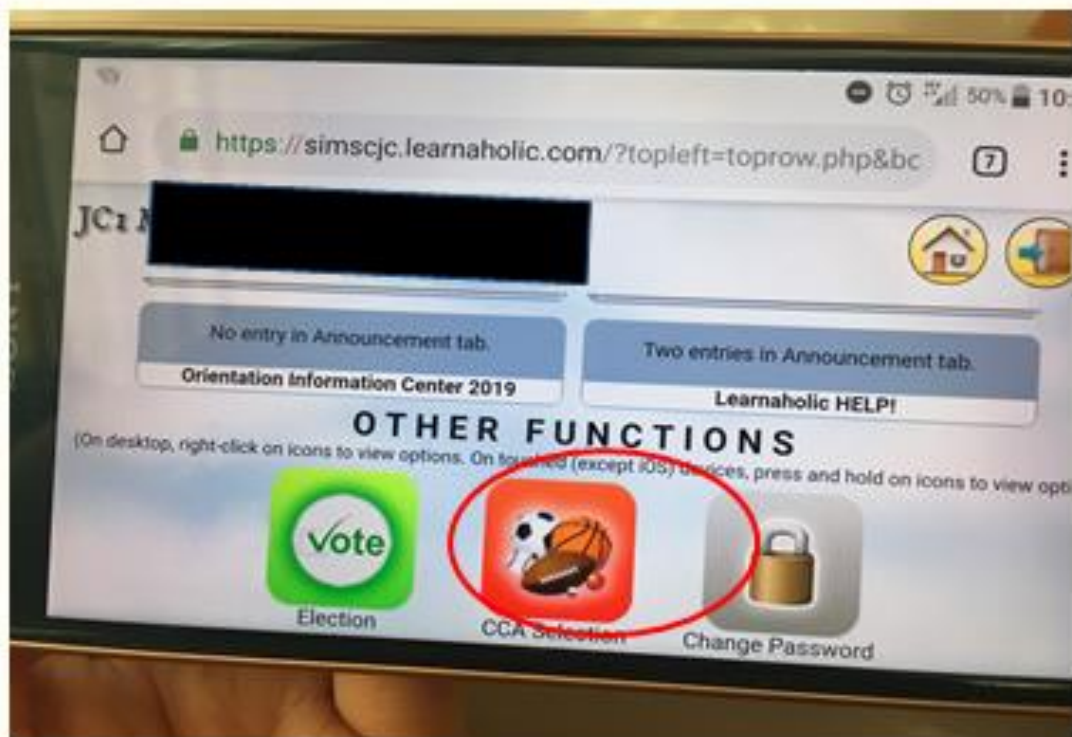 50% 10:
https://simscjc.learnaholic.com/?topleft=toprow.php&bc
7
JC1
No entry in Announcement tab.
Orientation Information Center 2019
Two entries in Announcement tab.
Learnaholic HELP!
OTHER FUNCTIONS
(On desktop, right-click on icons to view options. On touched (except iOS) devices, press and hold on icons to view opti
Vote
Election
CCA Selection
Change Password